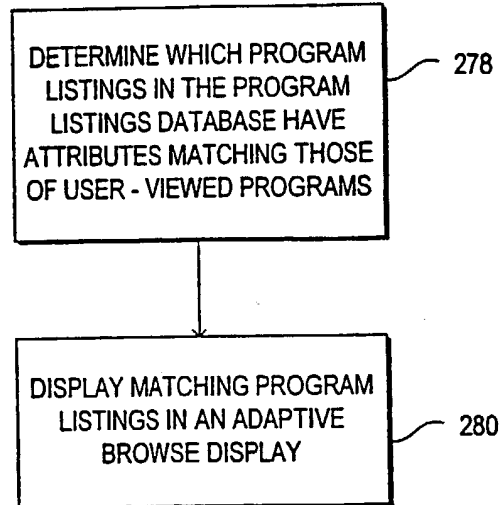 DETERMINE WHICH PROGRAM
LISTINGS IN THE PROGRAM
LISTINGS DATABASE HAVE
ATTRIBUTES MATCHING THOSE
OF USER - VIEWED PROGRAMS
278
DISPLAY MATCHING PROGRAM
LISTINGS IN AN ADAPTIVE
BROWSE DISPLAY
280